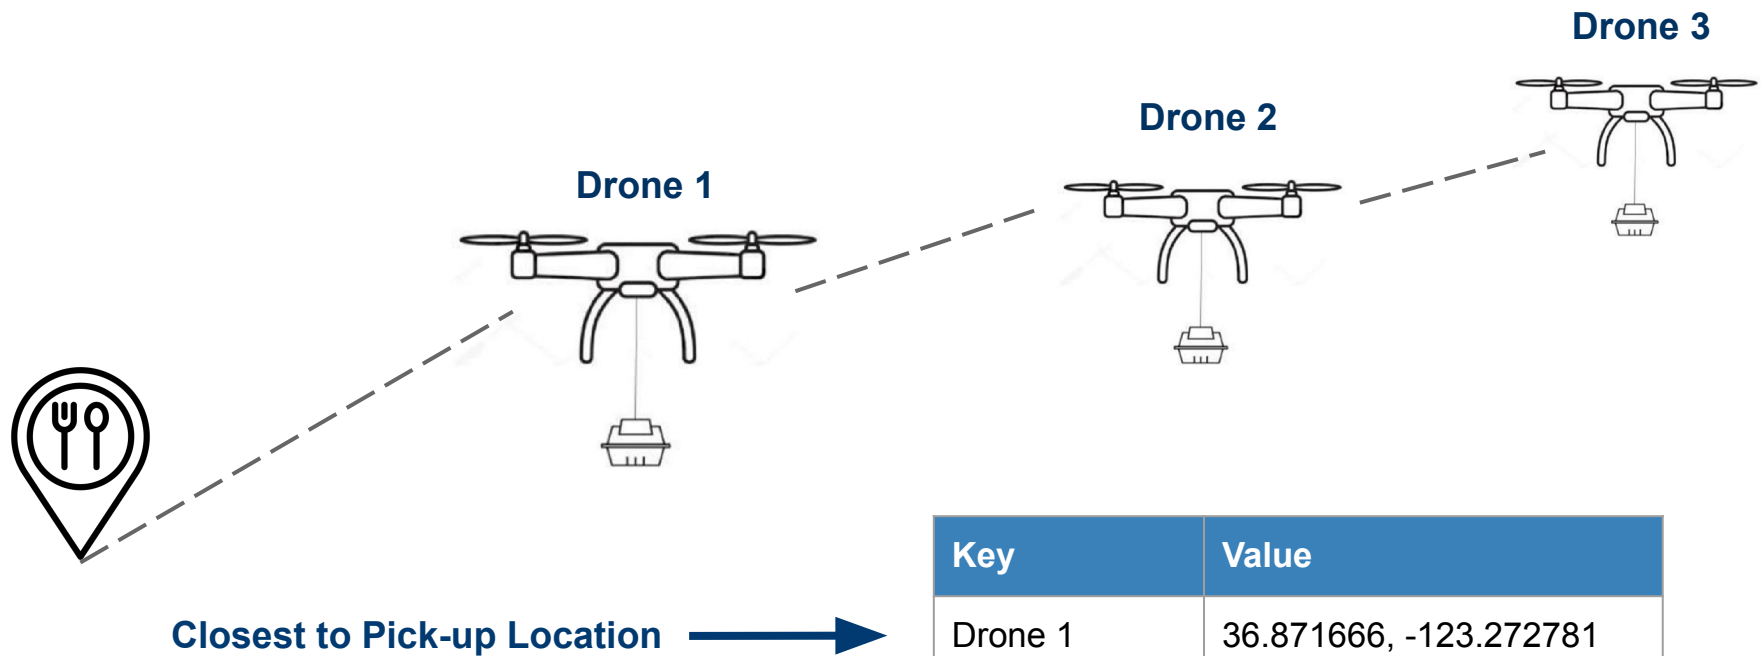 Drone 3
Drone 2
Drone 1
Key Value
Closest to Pick-up Location
Drone 1 36.871666, -123.272781